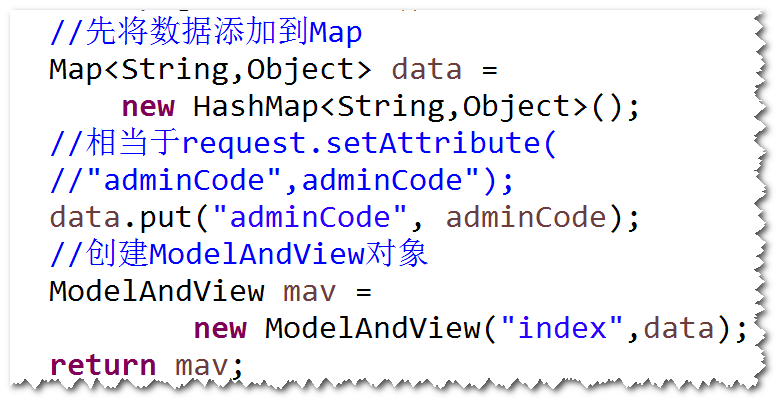 //先将数据添加到Map
Map<String,Object> data =
    new HashMap<String,Object>();
//相当于request.setAttribute(
//"adminCode",adminCode");
data.put("adminCode", adminCode);
//创建ModelAndView对象
ModelAndView mav =
        new ModelAndView("index",data);
return mav;